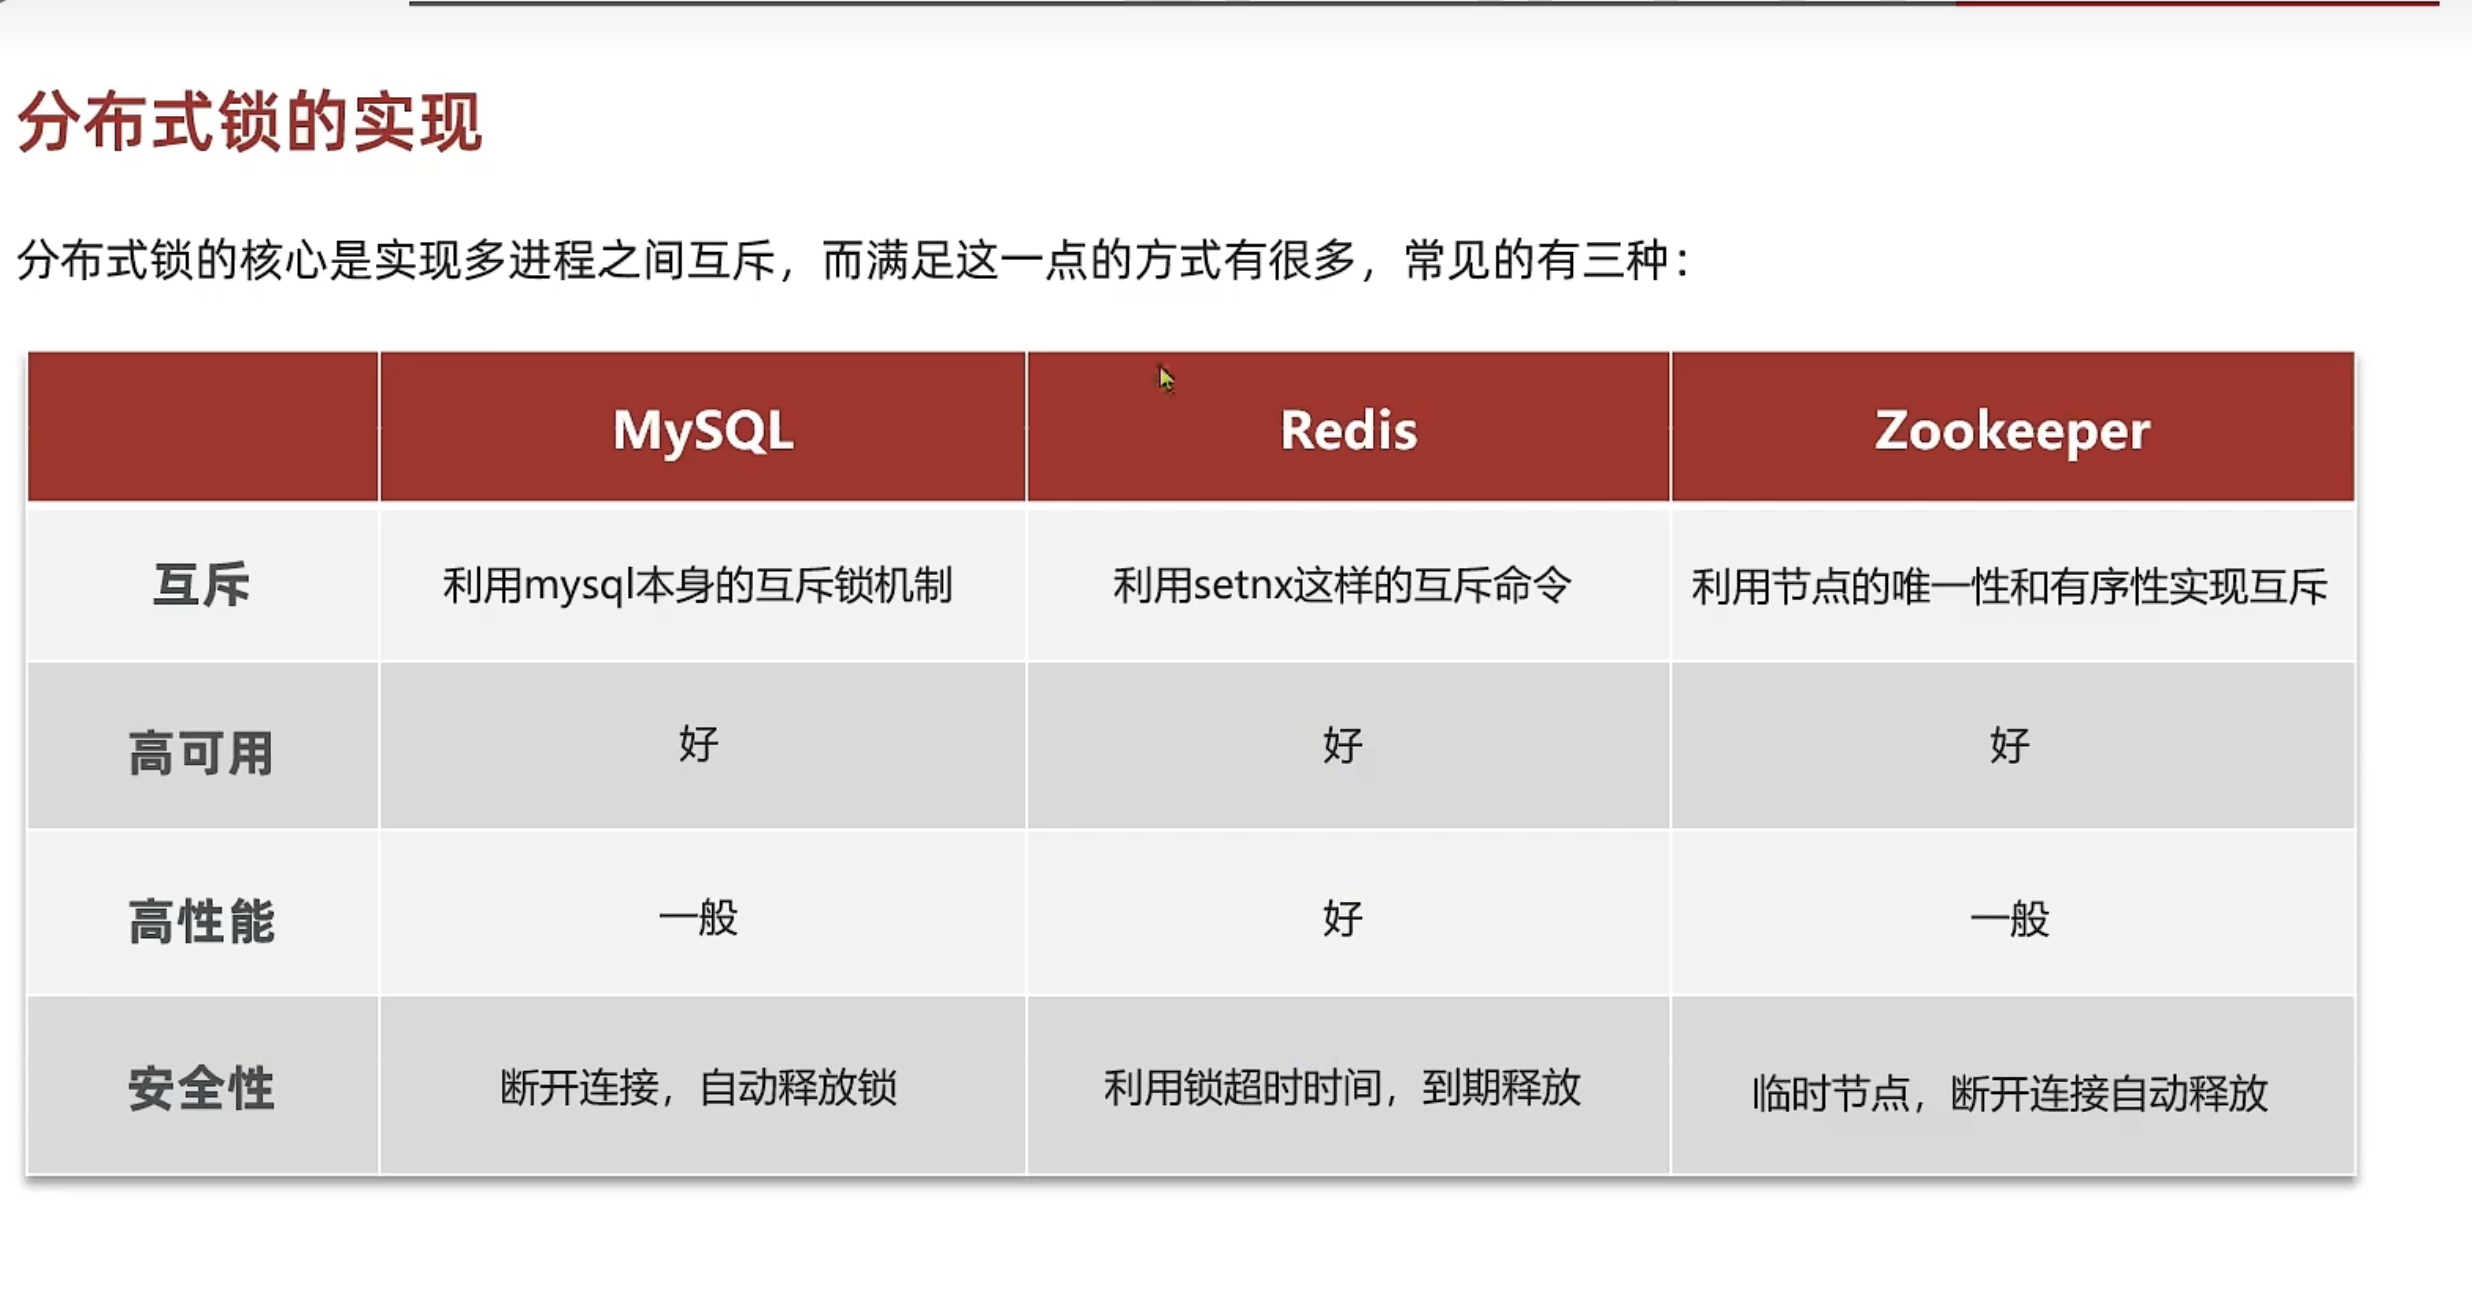 分布式锁的实现
分布式锁的核心是实现多进程之间互斥，而满足这一点的方式有很多，常见的有三种：
MySQL Redis Zookeeper
互斥 利用mysql本身的互斥锁机制 利用setnx这样的互斥命令 利用节点的唯一性和有序性实现互斥
高可用 好 好 好
高性能 一般 好 一般
安全性 断开连接，自动释放锁 利用锁超时时间，到期释放 临时节点，断开连接自动释放